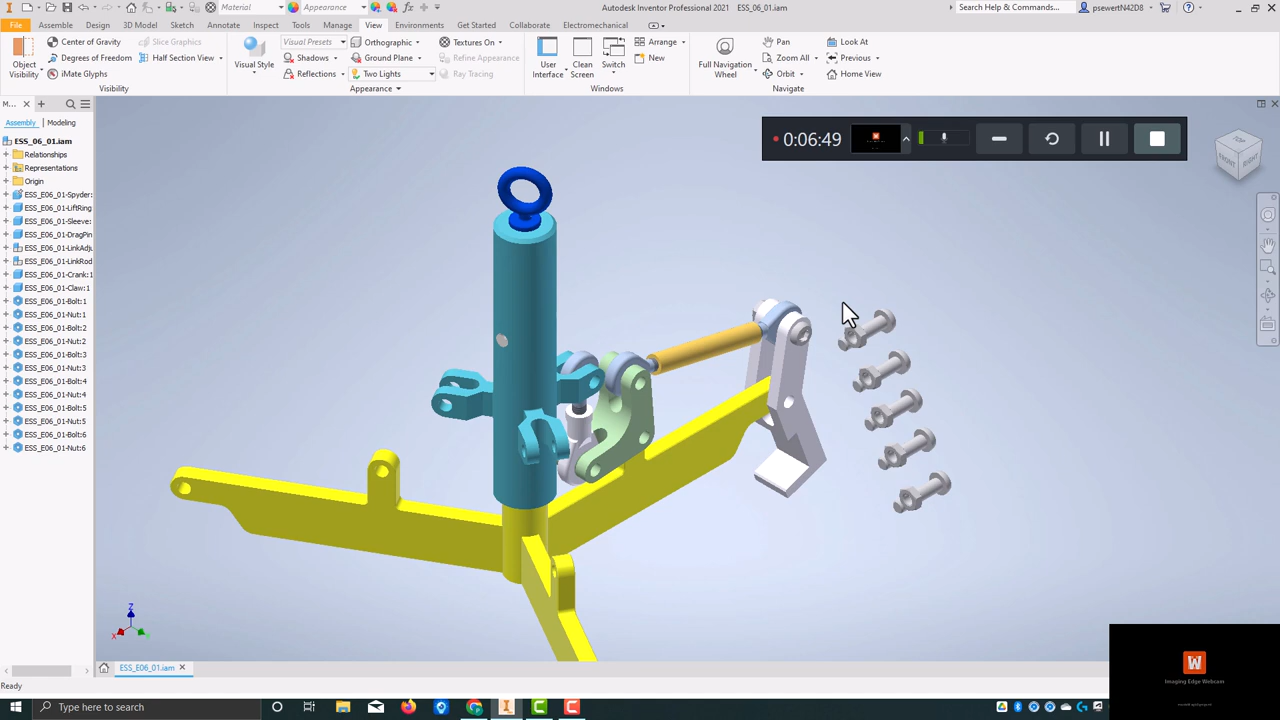 Material
Appearance
Autodesk Inventor Professional 2021 ESS_06_01.iam
Search Help & Commands...
psewertN42D8
File
Assemble
Design
3D Model
Sketch
Annotate
Inspect
Tools
Manage
View
Environments
Get Started
Collaborate
Electromechanical
Object
Visibility
Center of Gravity
Degrees of Freedom
iMate Glyphs
Slice Graphics
Half Section View
Visibility
Visual Style
Visual Presets
Shadows
Reflections
Orthographic
Ground Plane
Two Lights
Textures On
Refine Appearance
Ray Tracing
Appearance
User
Interface
Clean
Screen
Switch
Arrange
New
Windows
Full Navigation
Wheel
Pan
Zoom All
Orbit
Look At
Previous
Home View
Navigate
M...
Assembly
Modeling
ESS_06_01.iam
Relationships
Representations
Origin
ESS_E06_01-Spyder:
ESS_E06_01-LiftRing
ESS_E06_01-Sleeve:
ESS_E06_01-DragPin
ESS_E06_01-LinkAdju
ESS_E06_01-LinkRod
ESS_E06_01-Crank:1
ESS_E06_01-Claw:1
ESS_E06_01-Bolt:1
ESS_E06_01-Nut:1
ESS_E06_01-Bolt:2
ESS_E06_01-Nut:2
ESS_E06_01-Bolt:3
ESS_E06_01-Nut:3
ESS_E06_01-Bolt:4
ESS_E06_01-Nut:4
ESS_E06_01-Bolt:5
ESS_E06_01-Nut:5
ESS_E06_01-Bolt:6
ESS_E06_01-Nut:6
0:06:49
TOP
FRONT
RIGHT
Z
X
ESS_E06_01.iam
Ready
W
Imaging Edge Webcam
Type here to search